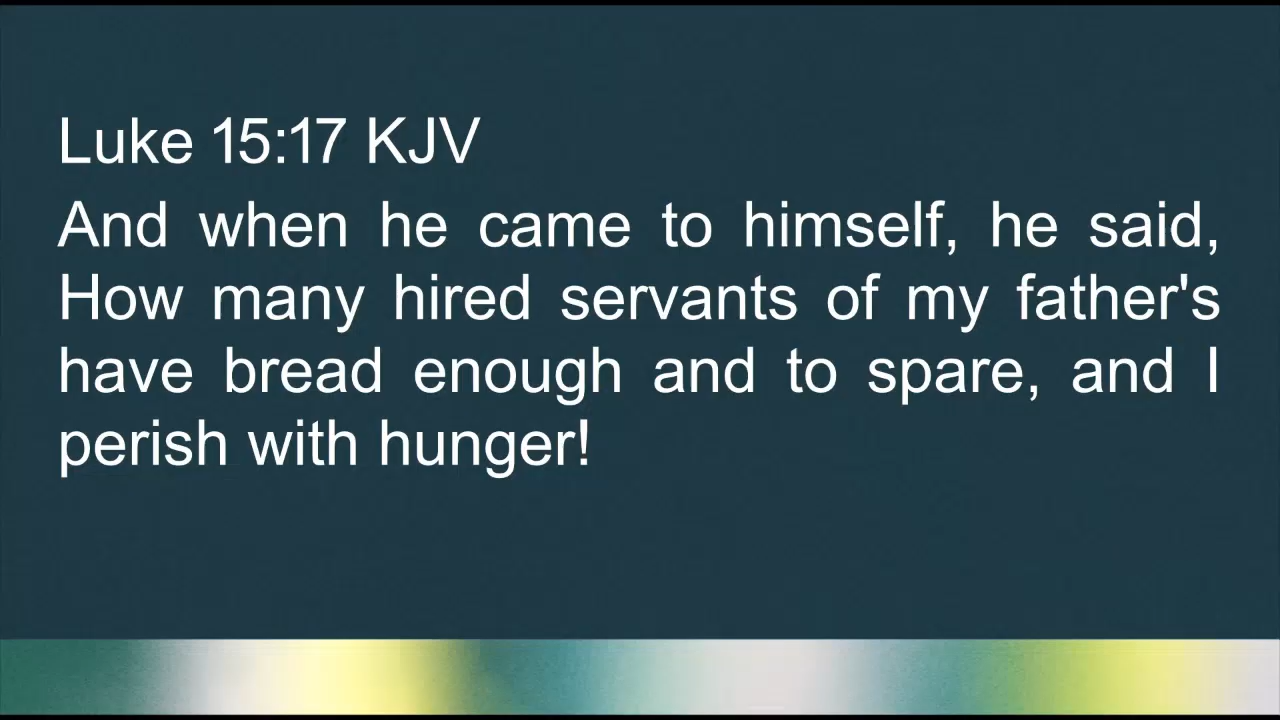 Luke 15:17 KJV
And when he came to himself, he said,
How many hired servants of my father's
have bread enough and to spare, and I
perish with hunger!